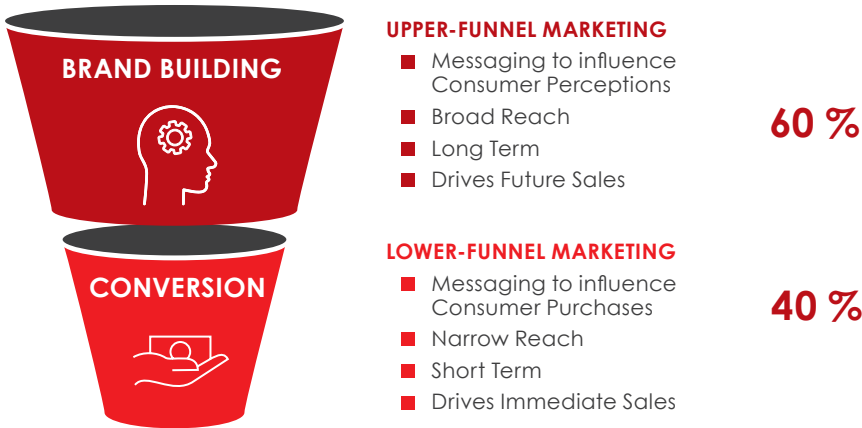 BRAND BUILDING
UPPER-FUNNEL MARKETING
Messaging to influence
Consumer Perceptions
Broad Reach
Long Term
Drives Future Sales
60 %
CONVERSION
LOWER-FUNNEL MARKETING
Messaging to influence
Consumer Purchases
Narrow Reach
Short Term
Drives Immediate Sales
40 %